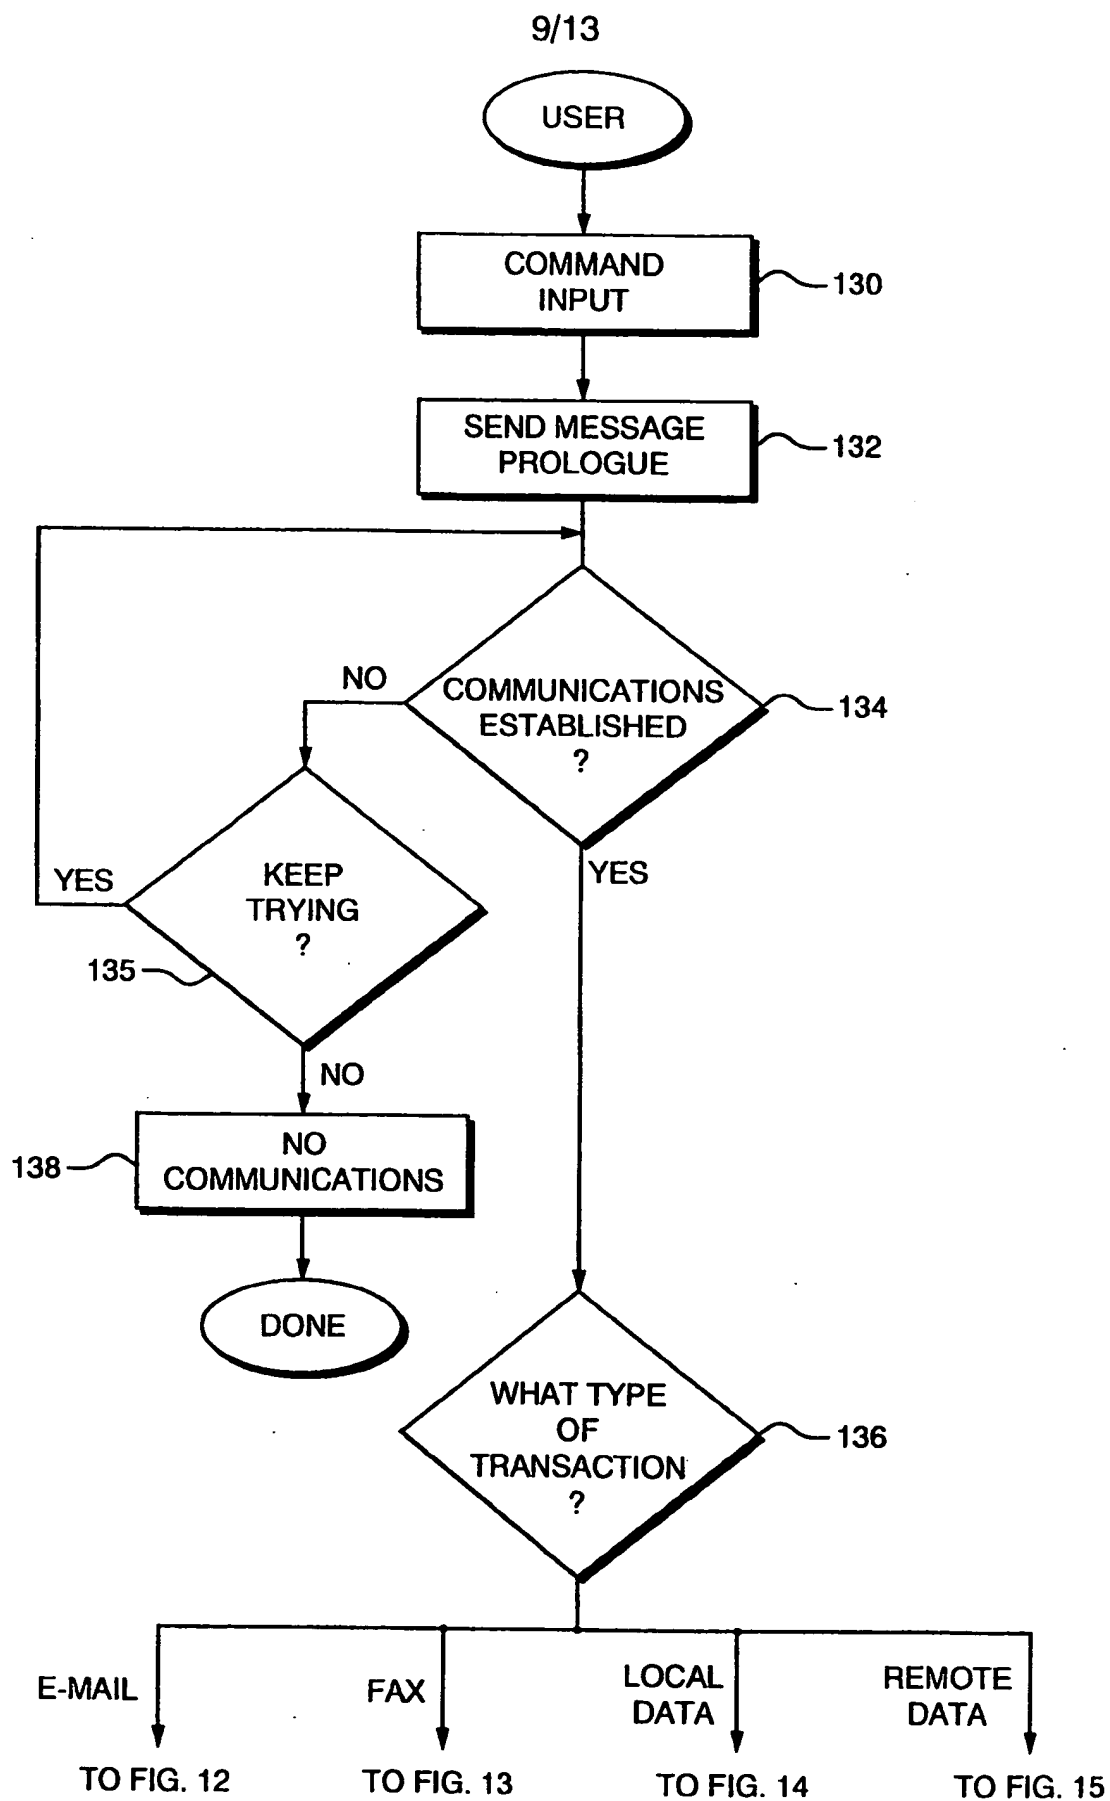 9/13
USER
COMMAND
INPUT
130
SEND MESSAGE
PROLOGUE
132
NO
COMMUNICATIONS
ESTABLISHED
?
134
YES
KEEP
TRYING
?
135
YES
NO
NO
COMMUNICATIONS
138
DONE
WHAT TYPE
OF
TRANSACTION
?
136
E-MAIL
FAX
LOCAL
DATA
REMOTE
DATA
TO FIG. 12
TO FIG. 13
TO FIG. 14
TO FIG. 15